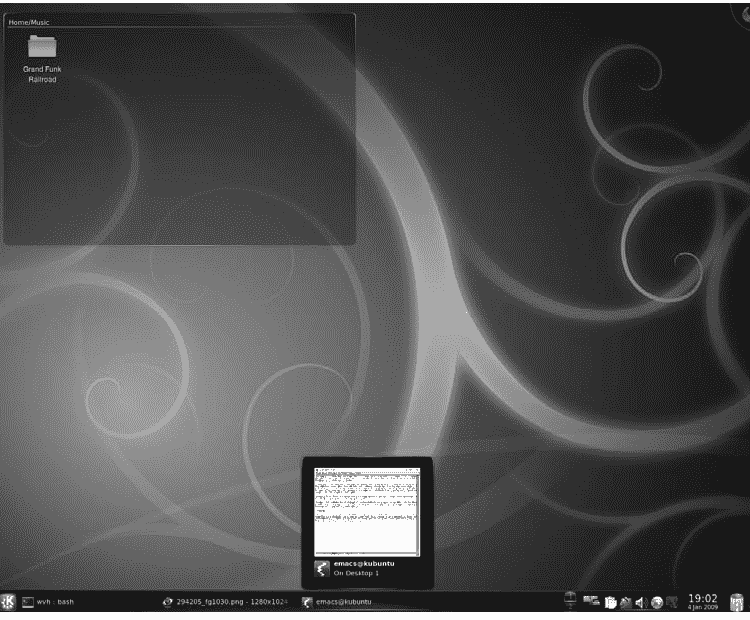 Home/Music
Grand Funk
Railroad
emacs@kubuntu
On Desktop 1
wvh : bash
294205_fg1030.png - 1280x1024
emacs@kubuntu
19:02
4 Jan 2009